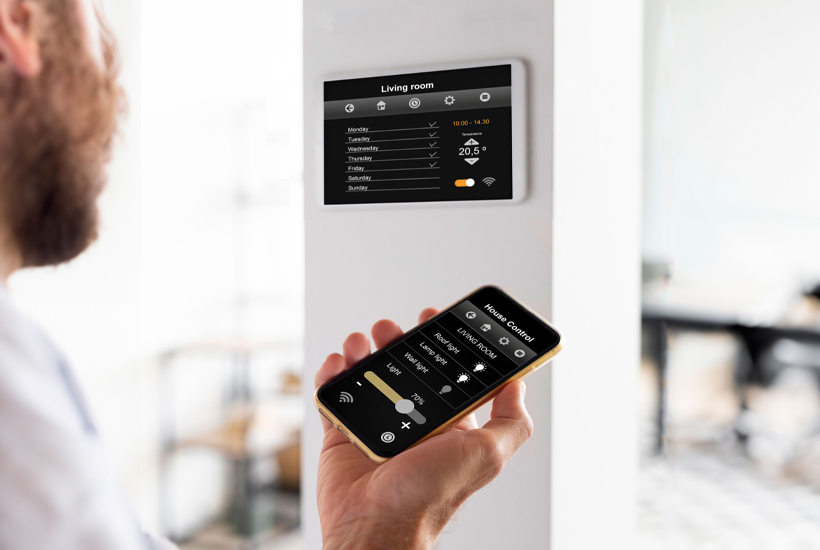 Living room
Monday
Tuesday
Wednesday
Thursday
Friday
Saturday
Sunday
10:00 - 14.30
Temperature
+
20,5 °
-
House Control
LIVING ROOM
Roof light
Lamp light
Wall light
Light
70%
-
+